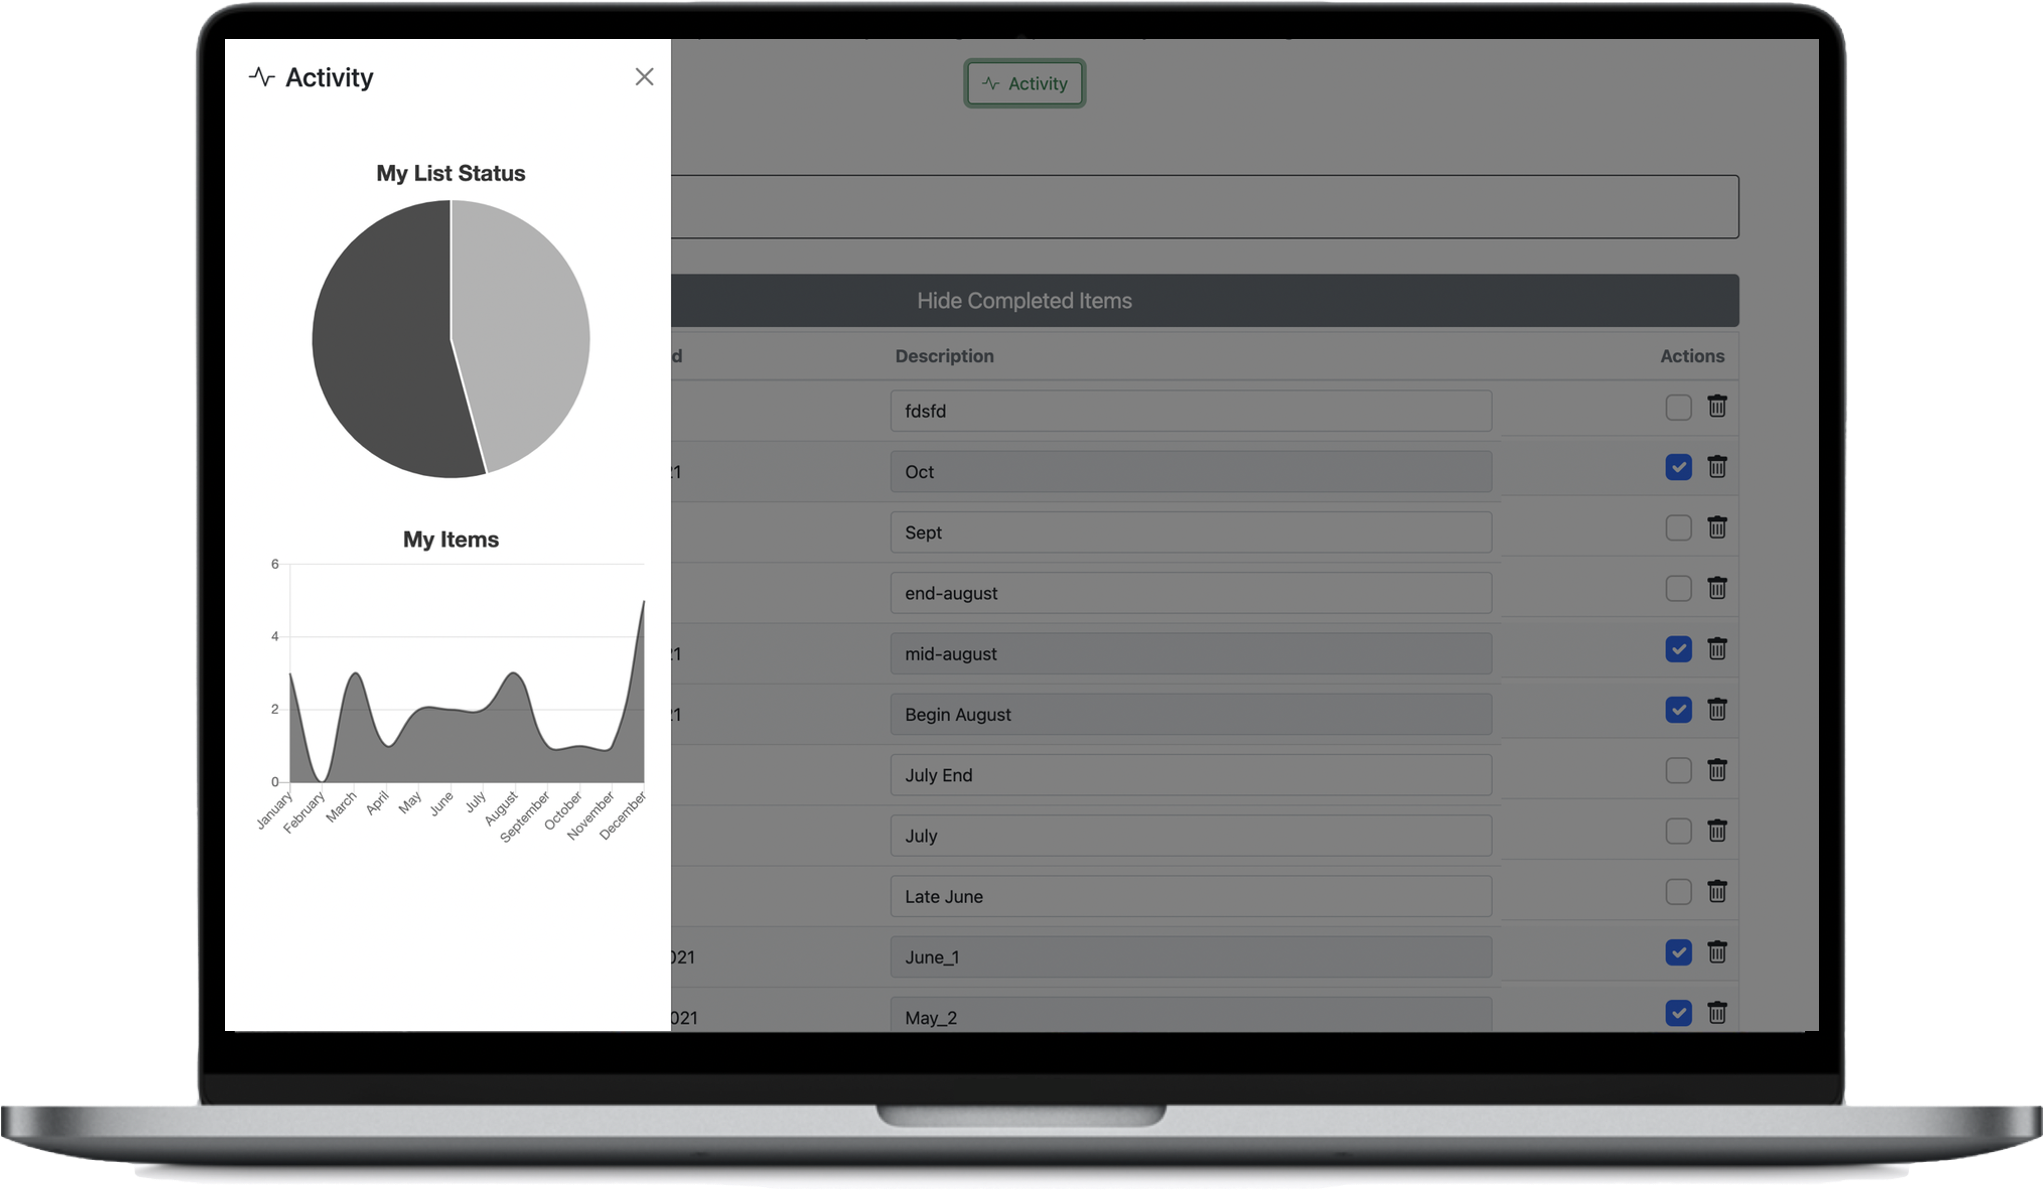 Activity
My List Status
My Items
6
4
2
0
January
February
March
April
May
June
July
August
September
October
November
December
Activity
Hide Completed Items
d Description Actions
fdsfd
21 Oct
Sept
end-august
21 mid-august
21 Begin August
July End
July
Late June
021 June_1
021 May_2